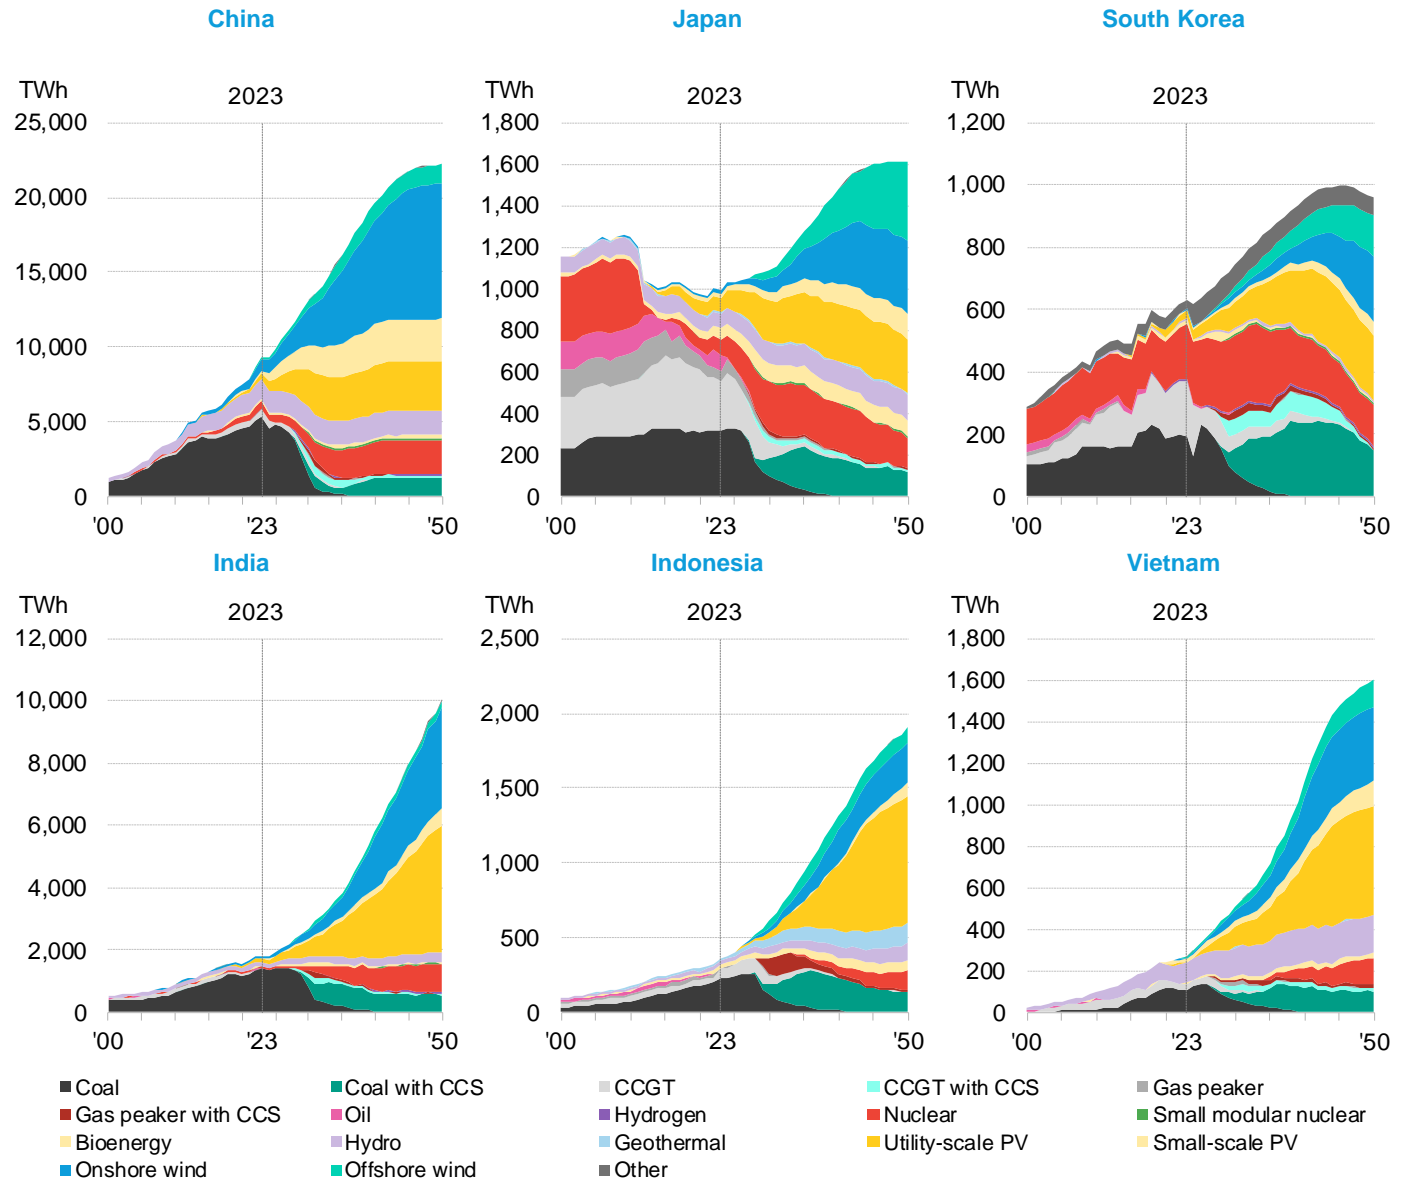 China
Japan
South Korea
TWh
2023
25,000
20,000
15,000
10,000
5,000
0
'00
'23
'50
TWh
2023
1,800
1,600
1,400
1,200
1,000
800
600
400
200
0
'00
'23
'50
TWh
2023
1,200
1,000
800
600
400
200
0
'00
'23
'50
India
Indonesia
Vietnam
TWh
2023
12,000
10,000
8,000
6,000
4,000
2,000
0
'00
'23
'50
TWh
2023
2,500
2,000
1,500
1,000
500
0
'00
'23
'50
TWh
2023
1,800
1,600
1,400
1,200
1,000
800
600
400
200
0
'00
'23
'50
Coal
Coal with CCS
CCGT
CCGT with CCS
Gas peaker
Gas peaker with CCS
Oil
Hydrogen
Nuclear
Small modular nuclear
Bioenergy
Hydro
Geothermal
Utility-scale PV
Small-scale PV
Onshore wind
Offshore wind
Other